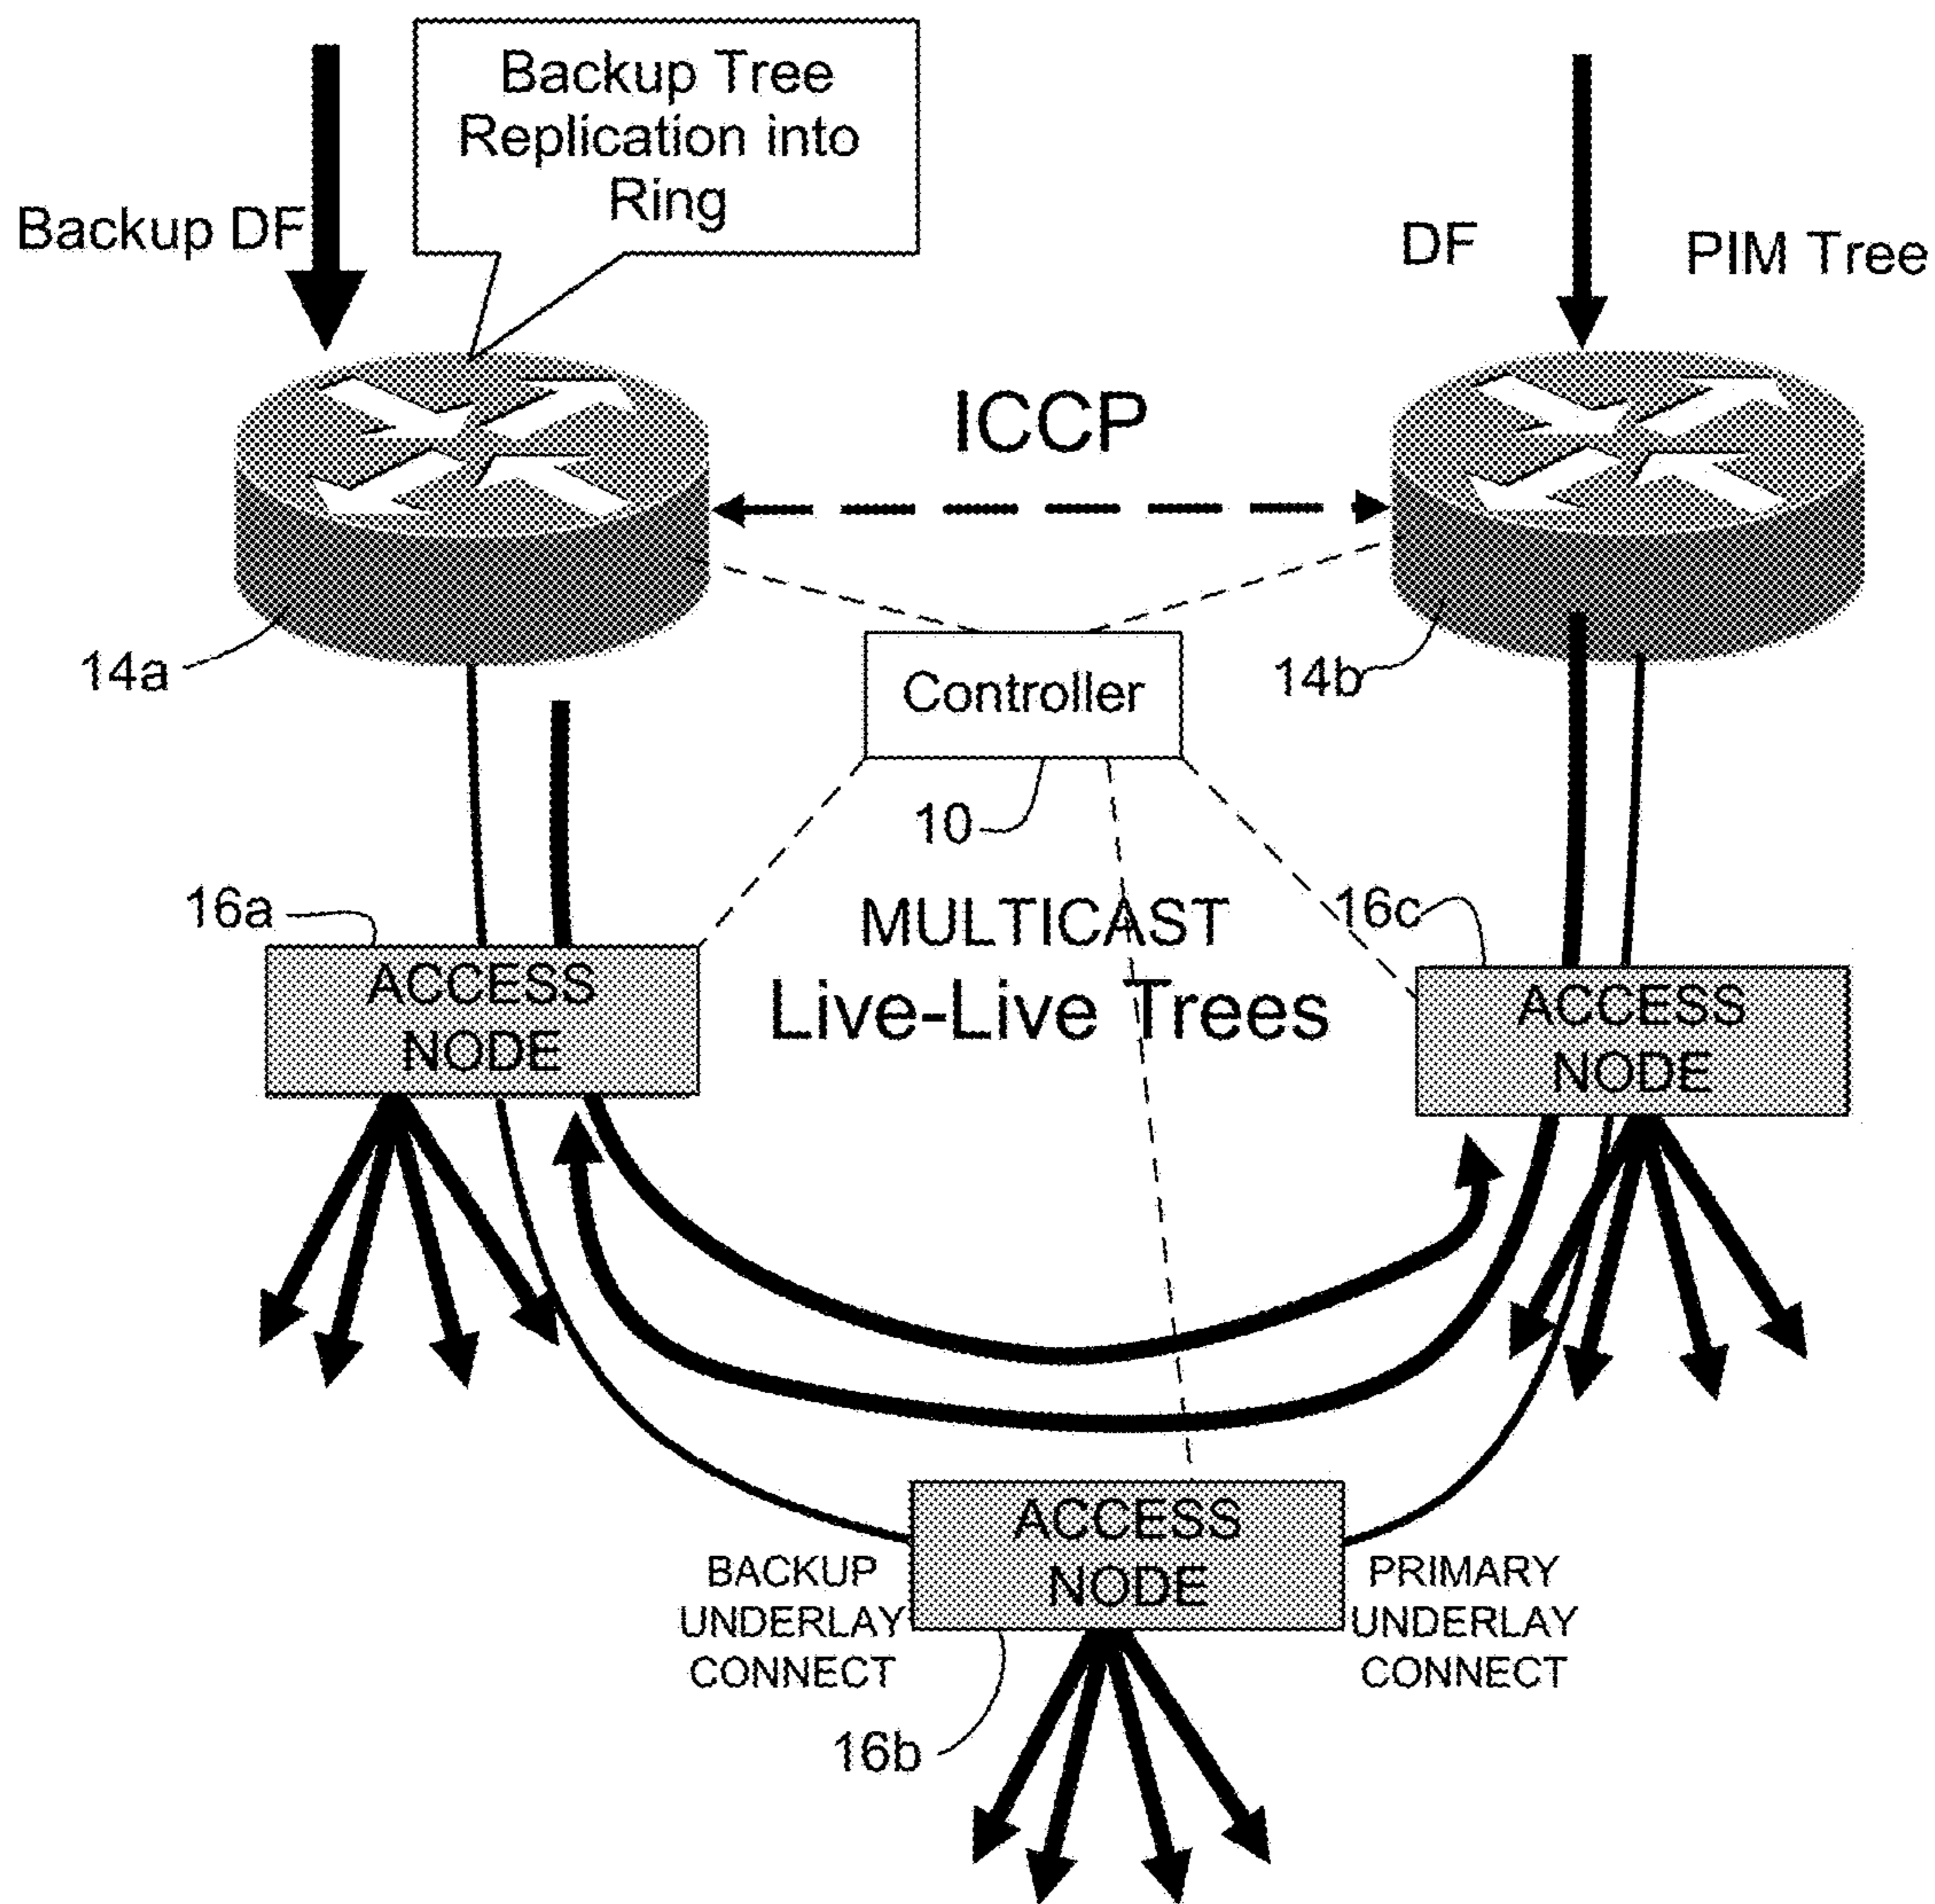 Backup Tree
Replication into
Ring
Backup DF
DF
PIM Tree
ICCP
14a
Controller
14b
10
16a
MULTICAST
Live-Live Trees
16c
ACCESS
NODE
ACCESS
NODE
ACCESS
NODE
BACKUP
UNDERLAY
CONNECT
PRIMARY
UNDERLAY
CONNECT
16b